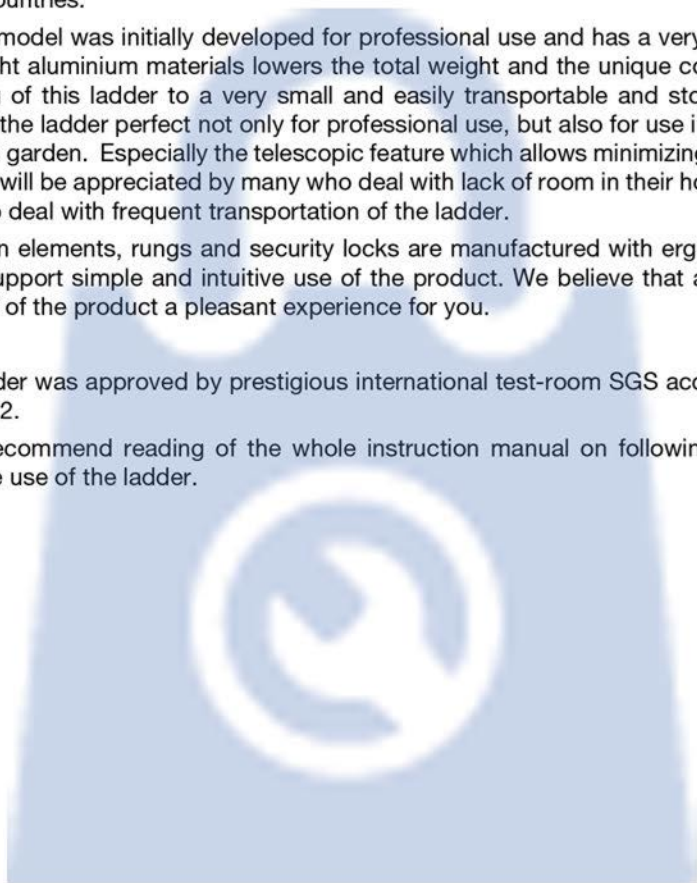 ountries.
model was initially developed for professional use and has a very
ht aluminium materials lowers the total weight and the unique co
of this ladder to a very small and easily transportable and sto
the ladder perfect not only for professional use, but also for use i
garden. Especially the telescopic feature which allows minimizing
will be appreciated by many who deal with lack of room in their ho
deal with frequent transportation of the ladder.
n elements, rungs and security locks are manufactured with erg
upport simple and intuitive use of the product. We believe that a
of the product a pleasant experience for you.
der was approved by prestigious international test-room SGS acc
2.
ecommend reading of the whole instruction manual on followin
use of the ladder.